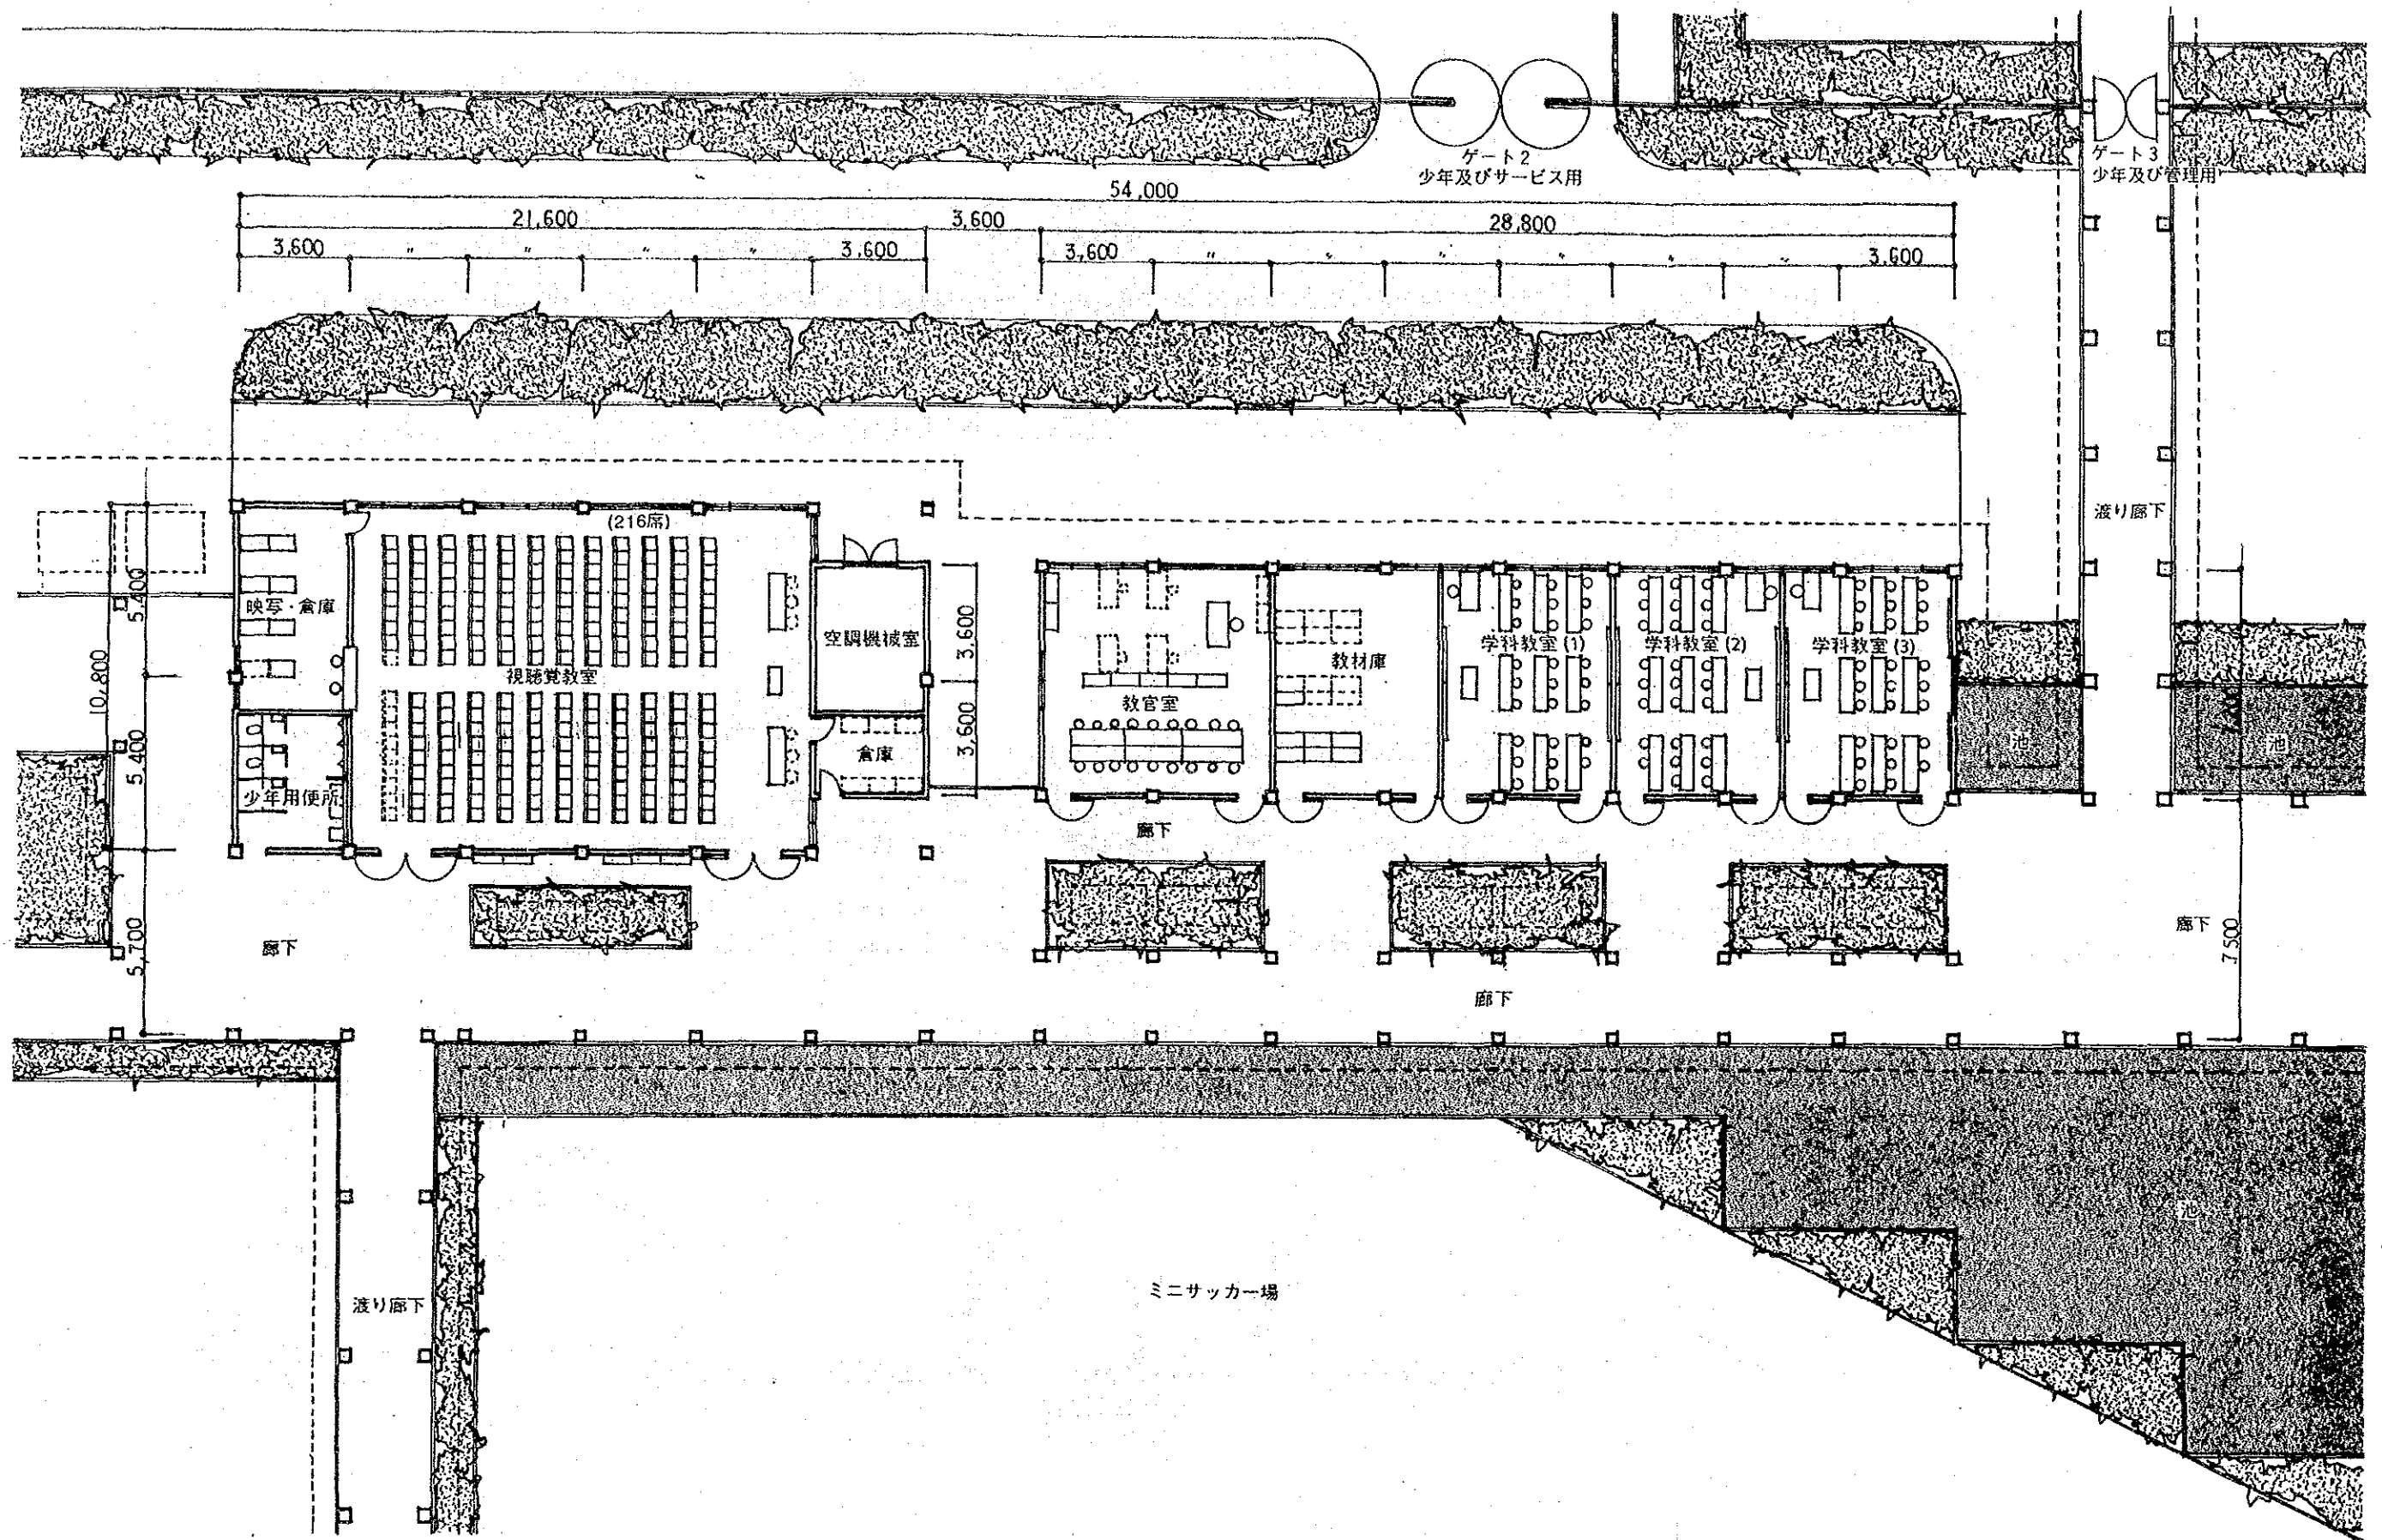 ゲート2
少年及びサービス用
ゲート3
少年及び管理用
54,000
21,600
3,600
28,800
3,600
〃
〃
〃
〃
3,600
3,600
〃
〃
〃
〃
〃
〃
3,600
渡り廊下
(216席)
映写・倉庫
視聴覚教室
空調機械室
倉庫
少年用便所
教官室
教材庫
学科教室(1)
学科教室(2)
学科教室(3)
5,400
10,800
5,400
5,700
3,600
3,600
池
池
廊下
廊下
廊下
廊下
7,500
渡り廊下
ミニサッカー場
池